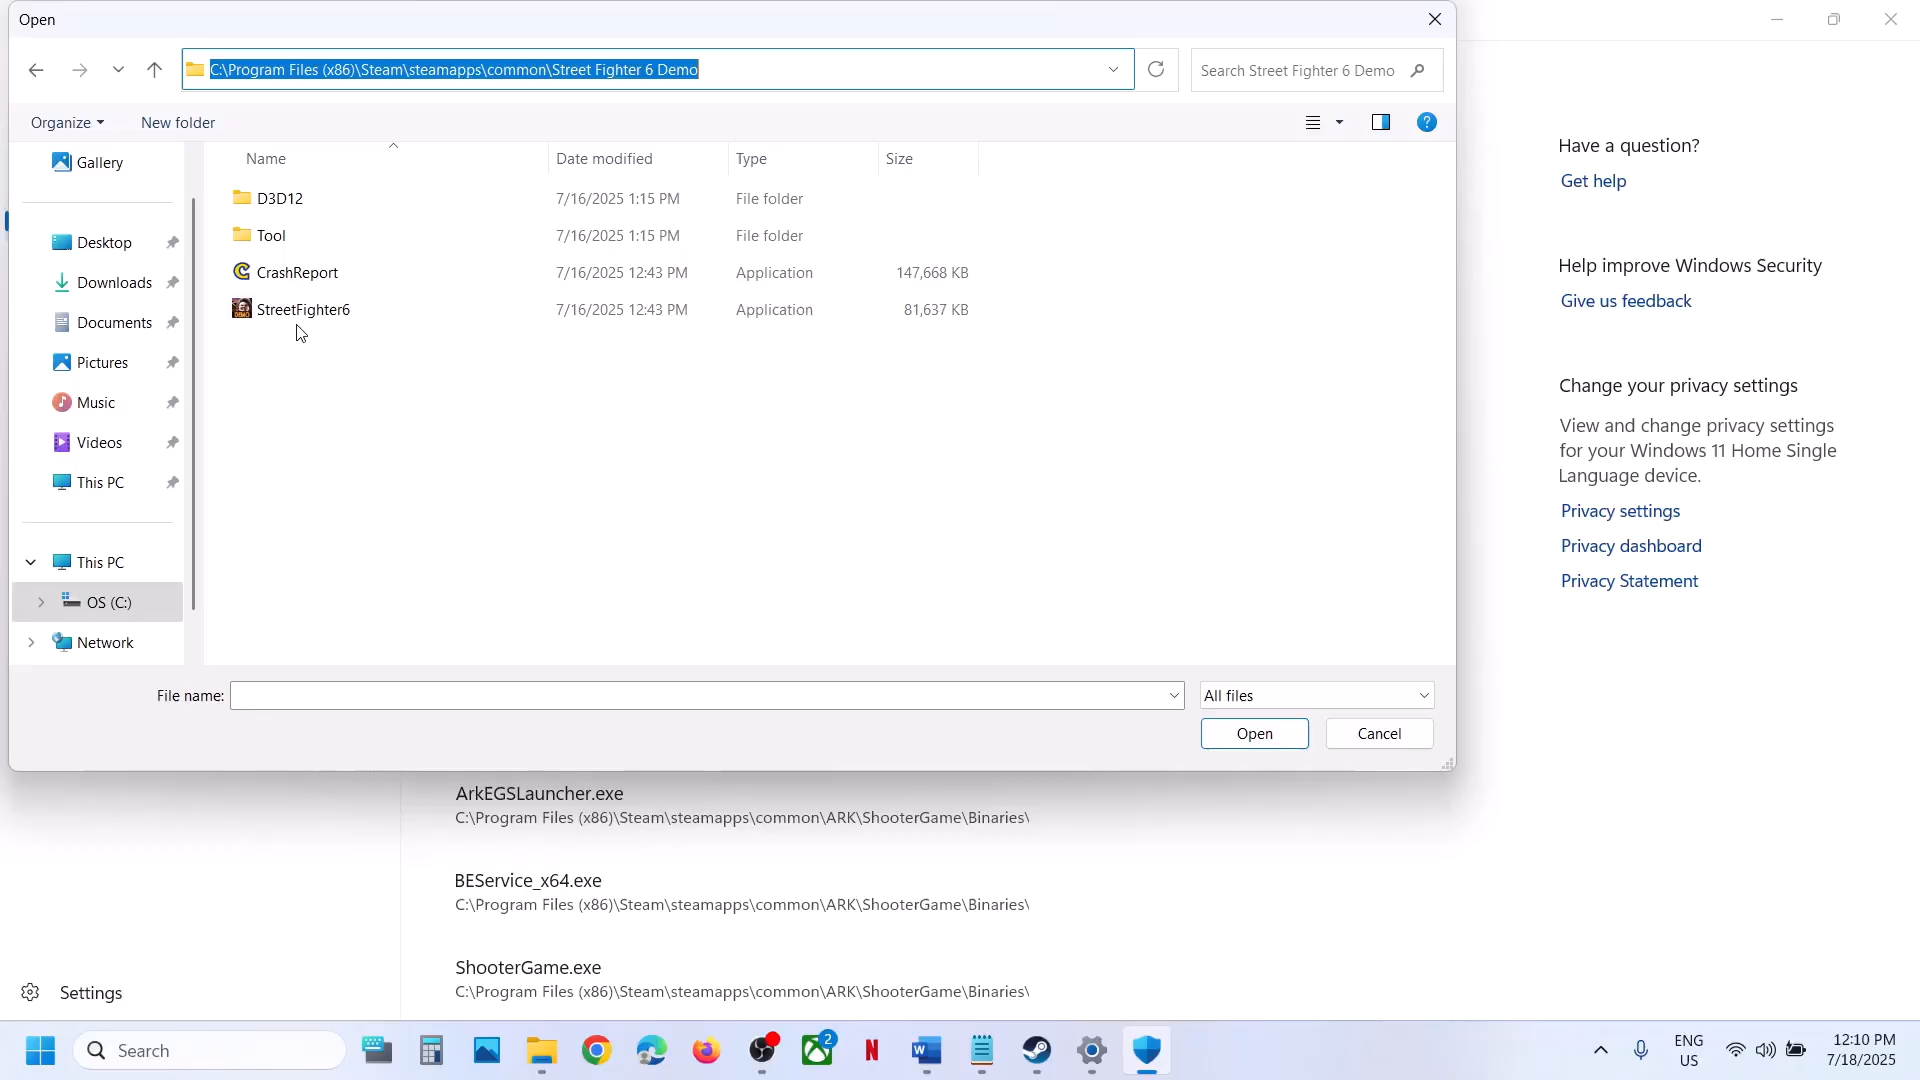 Open
C:\Program Files (x86)\Steam\steamapps\common\Street Fighter 6 Demo
Search Street Fighter 6 Demo
Organize
New folder
Name
Date modified
Type
Size
Gallery
Desktop
Downloads
Documents
Pictures
Music
Videos
This PC
This PC
OS (C:)
Network
D3D12
7/16/2025 1:15 PM
File folder
Tool
7/16/2025 1:15 PM
File folder
CrashReport
7/16/2025 12:43 PM
Application
147,668 KB
StreetFighter6
7/16/2025 12:43 PM
Application
81,637 KB
File name:
All files
Open
Cancel
Have a question?
Get help
Help improve Windows Security
Give us feedback
Change your privacy settings
View and change privacy settings
for your Windows 11 Home Single
Language device.
Privacy settings
Privacy dashboard
Privacy Statement
ArkEGSLauncher.exe
C:\Program Files (x86)\Steam\steamapps\common\ARK\ShooterGame\Binaries\
BEService_x64.exe
C:\Program Files (x86)\Steam\steamapps\common\ARK\ShooterGame\Binaries\
ShooterGame.exe
C:\Program Files (x86)\Steam\steamapps\common\ARK\ShooterGame\Binaries\
Settings
Search
2
ENG
US
12:10 PM
7/18/2025